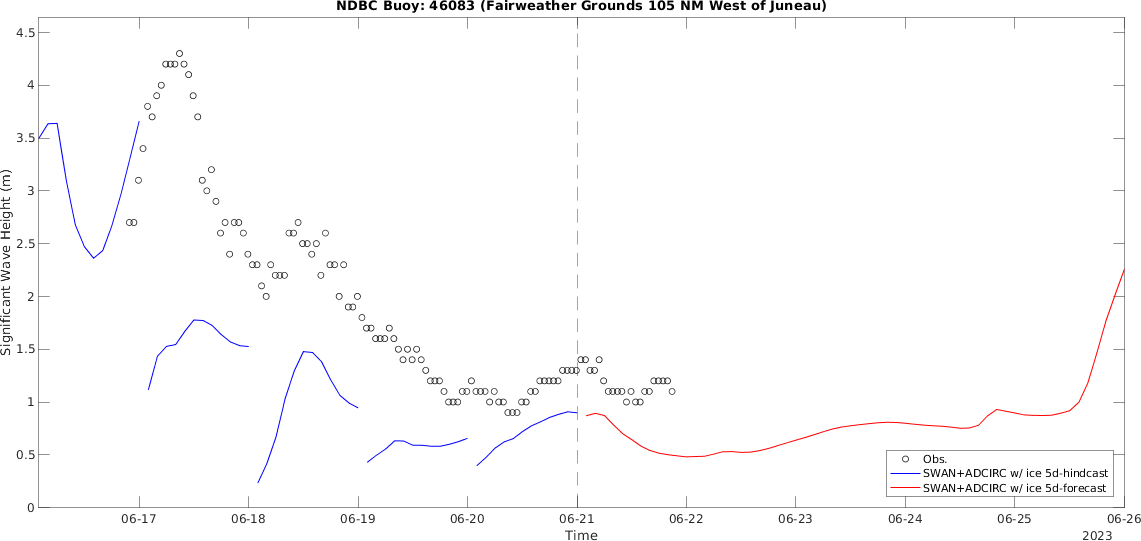 NDBC Buoy: 46083 (Fairweather Grounds 105 NM West of Juneau)
4.5
4
3.5
3
2.5
2
1.5
1
0.5
0
Significant Wave Height (m)
Obs.
SWAN+ADCIRC w/ ice 5d-hindcast
SWAN+ADCIRC w/ ice 5d-forecast
06-17 06-18 06-19 06-20 06-21 06-22 06-23 06-24 06-25 06-26
Time
2023